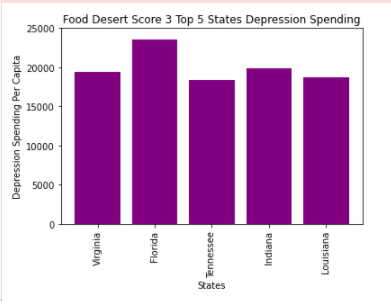 Food Desert Score 3 Top 5 States Depression Spending
Depression Spending Per Capita
25000
20000
15000
10000
5000
0
Virginia
Florida
Tennessee
Indiana
Louisiana
States